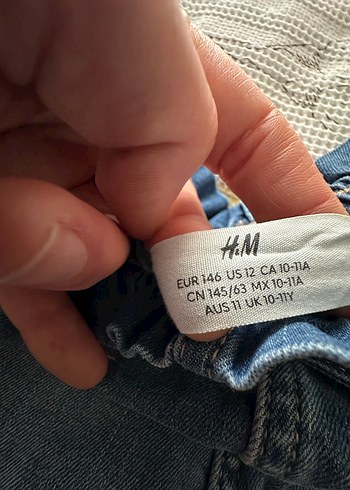 H&M
EUR 146 US 12 CA 10-11A
CN 145/63 MX 10-11A
AUS 11 UK 10-11Y